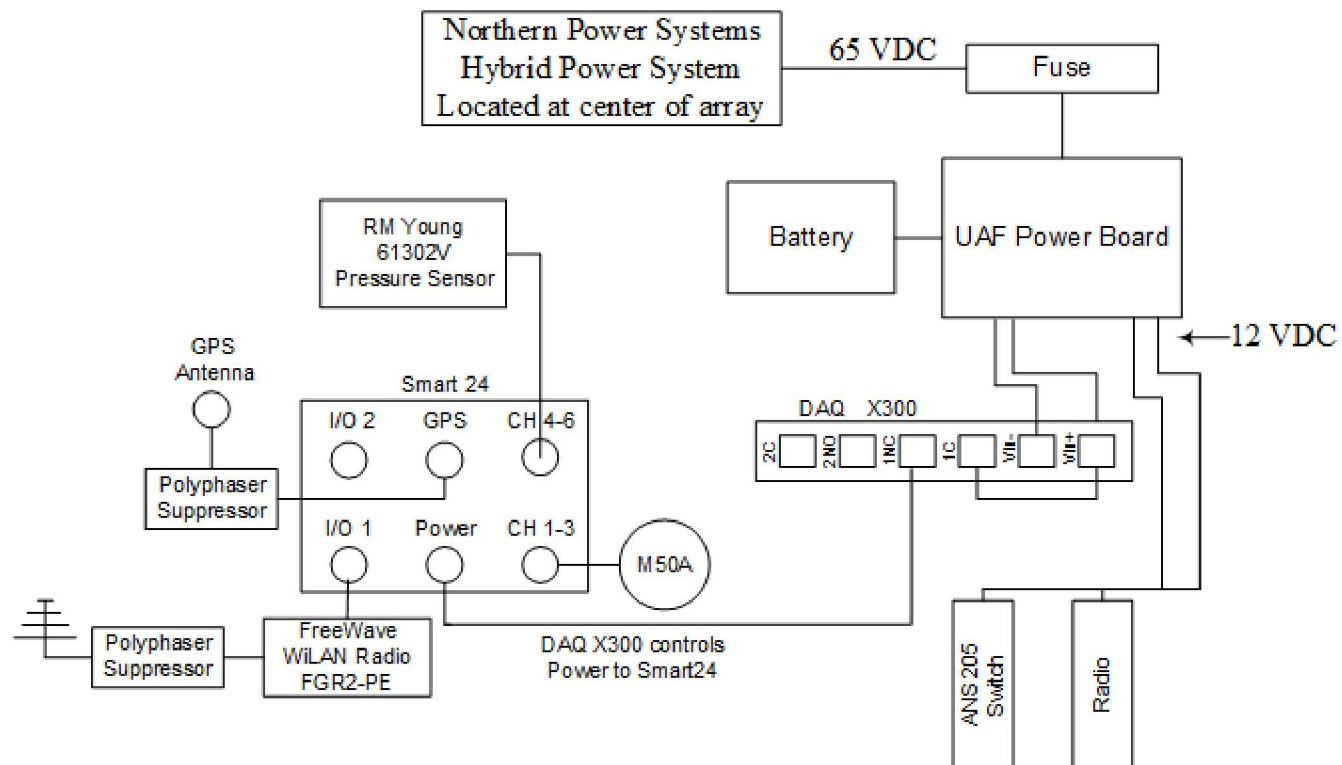 Northern Power Systems
Hybrid Power System
Located at center of array
65 VDC
Fuse
Battery
UAF Power Board
12 VDC
RM Young
61302V
Pressure Sensor
GPS
Antenna
Smart 24
I/O 2
GPS
CH 4-6
Polyphaser
Suppressor
I/O 1
Power
CH 1-3
M50A
DAQ X300
2C
2NO
1NC
1C
Vin-
Vin+
Polyphaser
Suppressor
FreeWave
WiLAN Radio
FGR2-PE
DAQ X300 controls
Power to Smart24
ANS 205
Switch
Radio